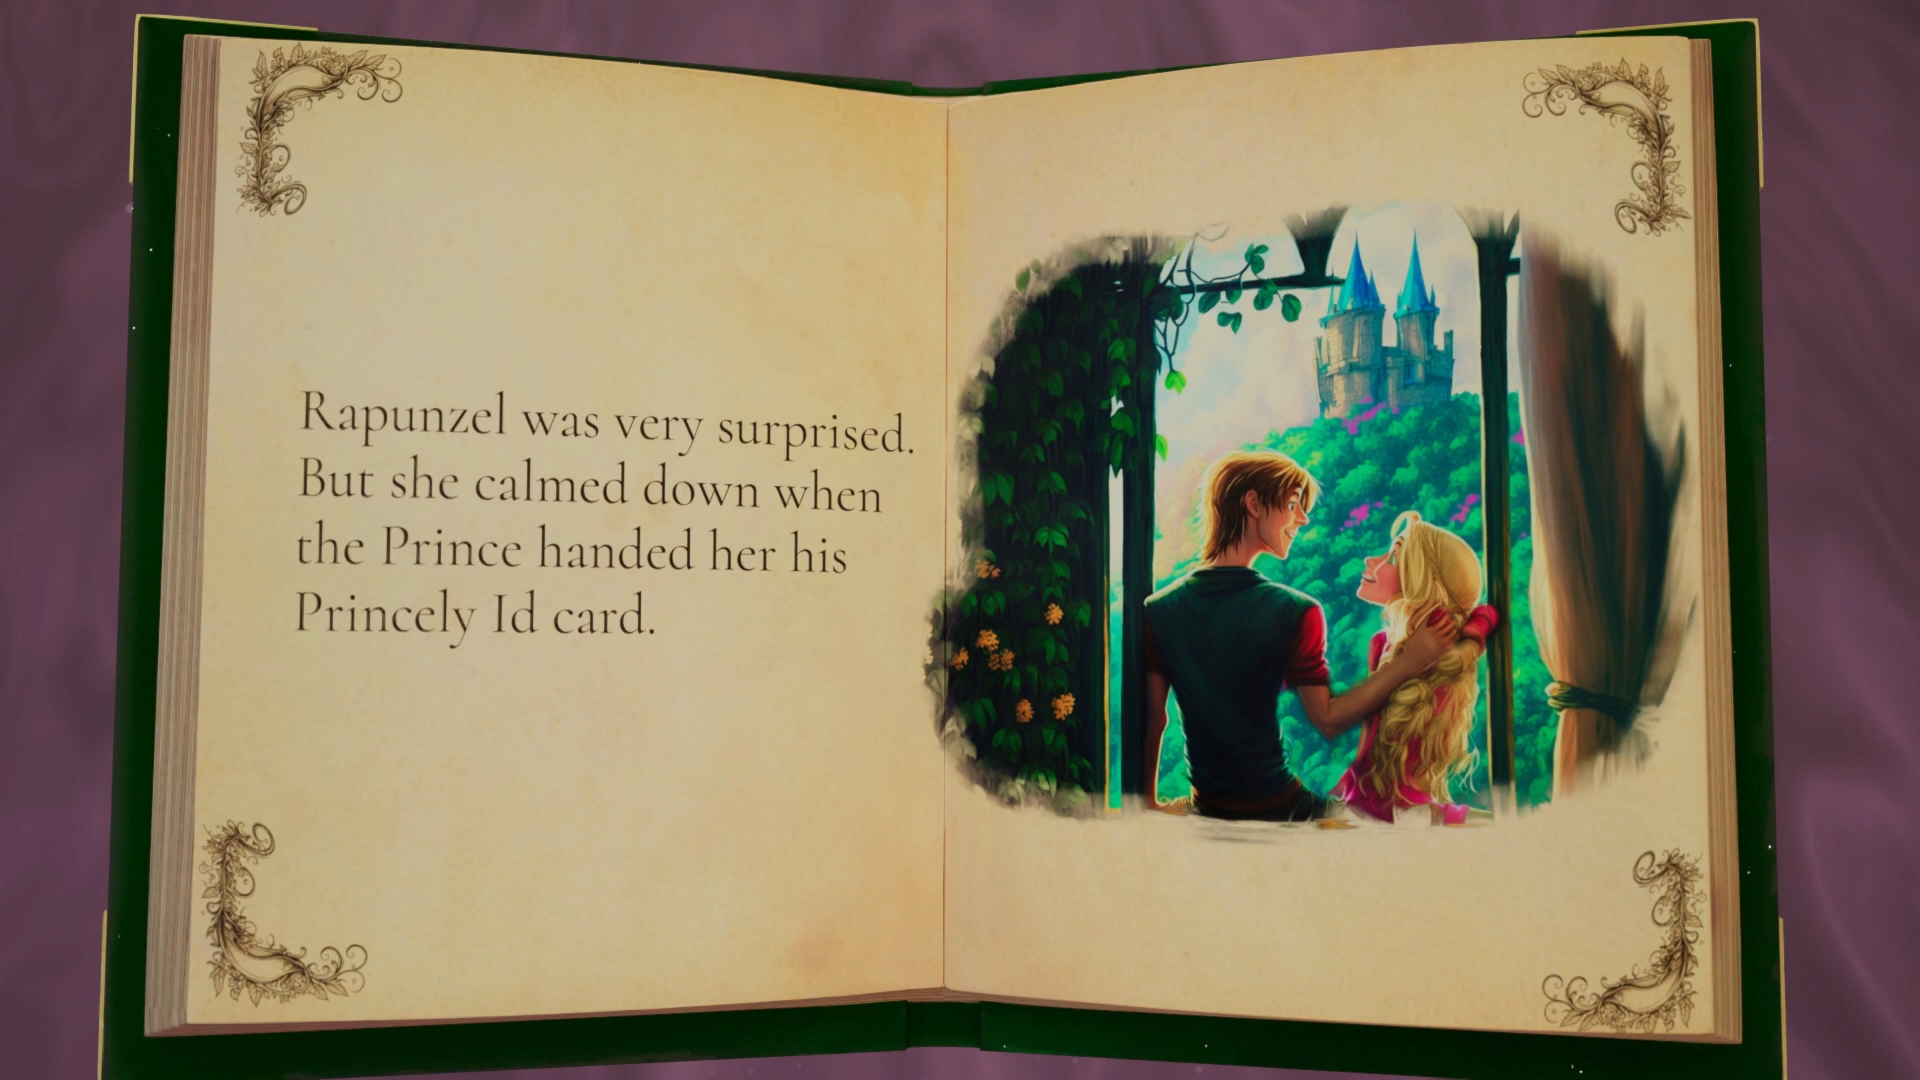 Rapunzel was very surprised.
But she calmed down when
the Prince handed her his
Princely Id card.